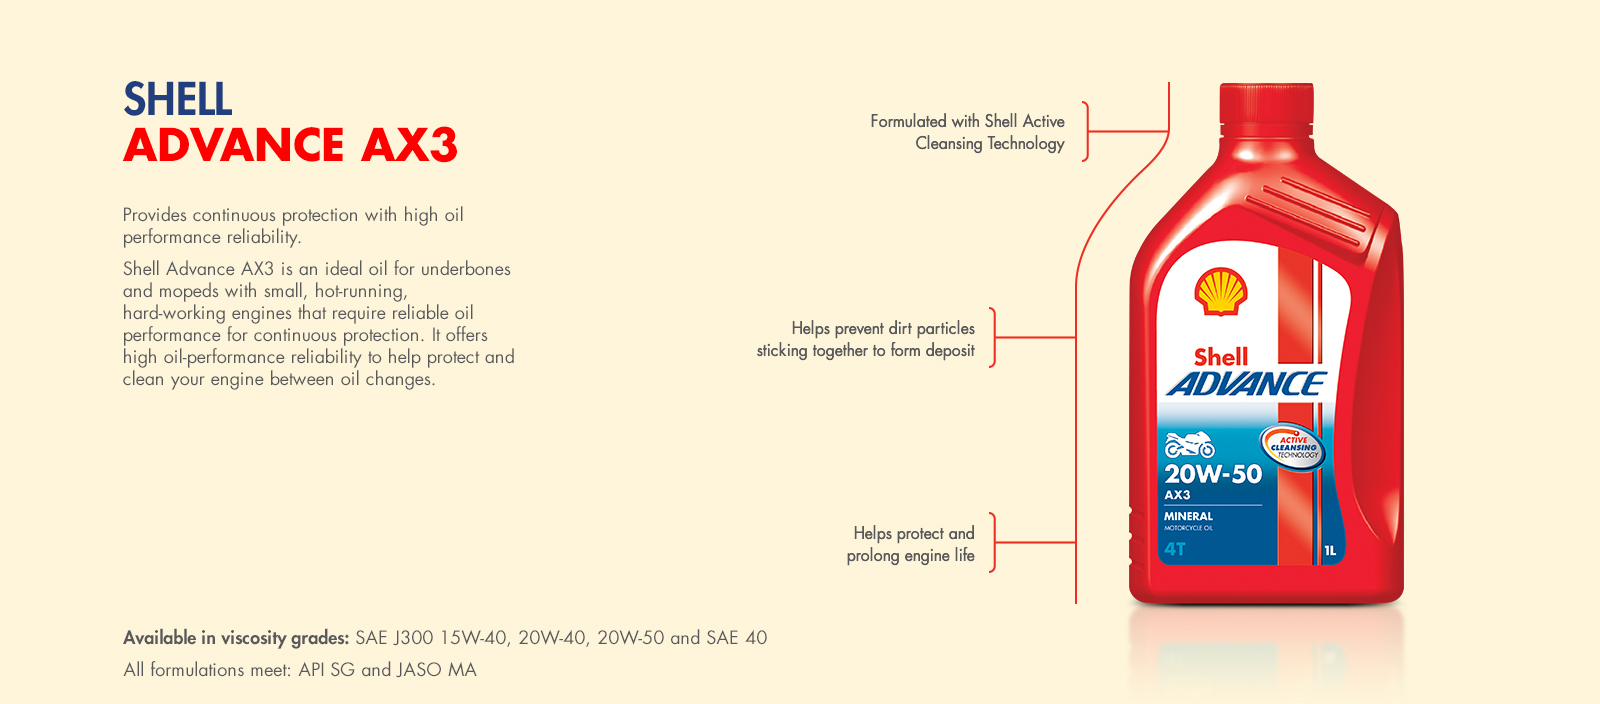 SHELL
ADVANCE AX3
Provides continuous protection with high oil
performance reliability.
Shell Advance AX3 is an ideal oil for underbones
and mopeds with small, hot-running,
hard-working engines that require reliable oil
performance for continuous protection. It offers
high oil-performance reliability to help protect and
clean your engine between oil changes.
Available in viscosity grades: SAE J300 15W-40, 20W-40, 20W-50 and SAE 40
All formulations meet: API SG and JASO MA
Formulated with Shell Active
Cleansing Technology
Helps prevent dirt particles
sticking together to form deposit
Helps protect and
prolong engine life
Shell
ADVANCE
ACTIVE
CLEANSING
TECHNOLOGY
20W-50
AX3
MINERAL
MOTORCYCLE OIL
4T
1L